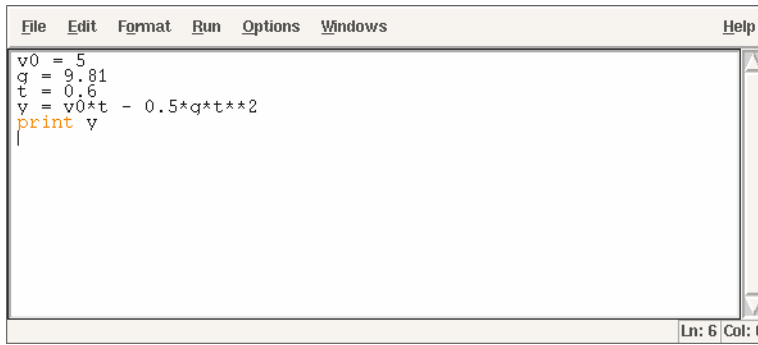 File Edit Format Run Options Windows Help
v0 = 5
g = 9.81
t = 0.6
y = v0*t - 0.5*g*t**2
print y
Ln: 6 Col: